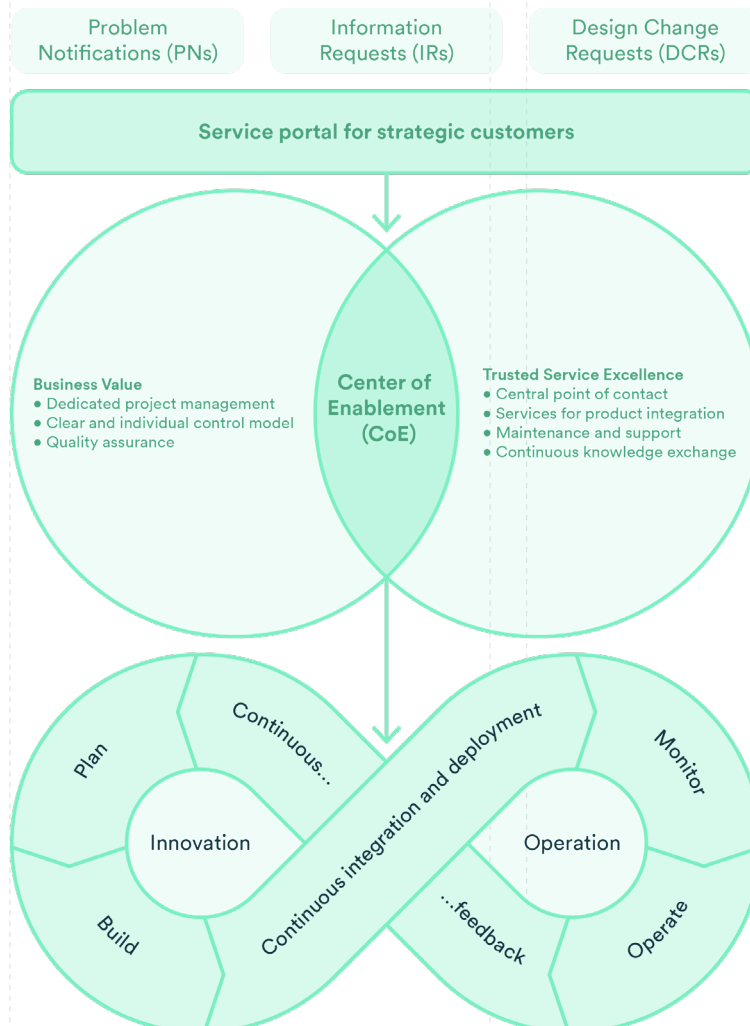 Problem
Notifications (PNs)
Information
Requests (IRs)
Design Change
Requests (DCRs)
Service portal for strategic customers
Business Value
● Dedicated project management
● Clear and individual control model
● Quality assurance
Center of
Enablement
(CoE)
Trusted Service Excellence
● Central point of contact
● Services for product integration
● Maintenance and support
● Continuous knowledge exchange
Plan
Continuous...
Continuous integration and deployment
Monitor
Innovation
Operation
Build
...feedback
Operate